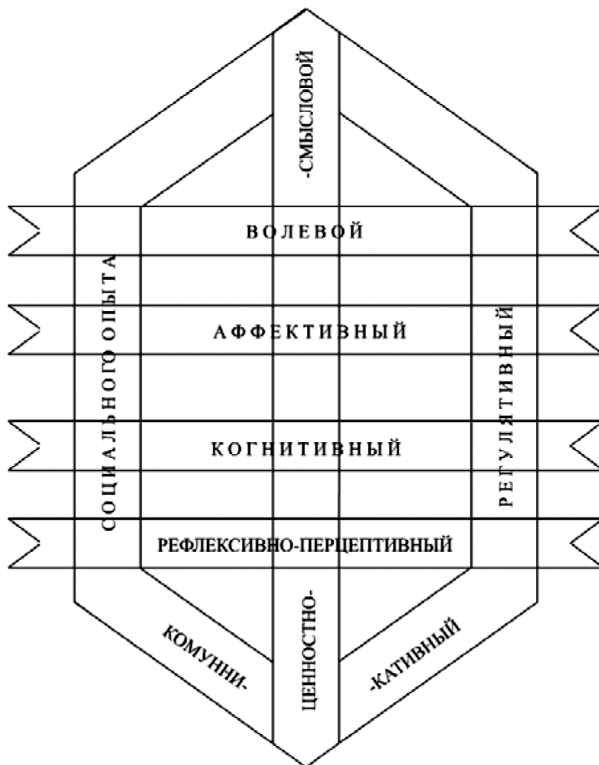 -СМЫСЛОВОЙ
ВОЛЕВОЙ
СОЦИАЛЬНОГО ОПЫТА
АФФЕКТИВНЫЙ
РЕГУЛЯТИВНЫЙ
КОГНИТИВНЫЙ
РЕФЛЕКСИВНО-ПЕРЦЕПТИВНЫЙ
КОМУННИ-
ЦЕННОСТНО-
-КАТИВНЫЙ